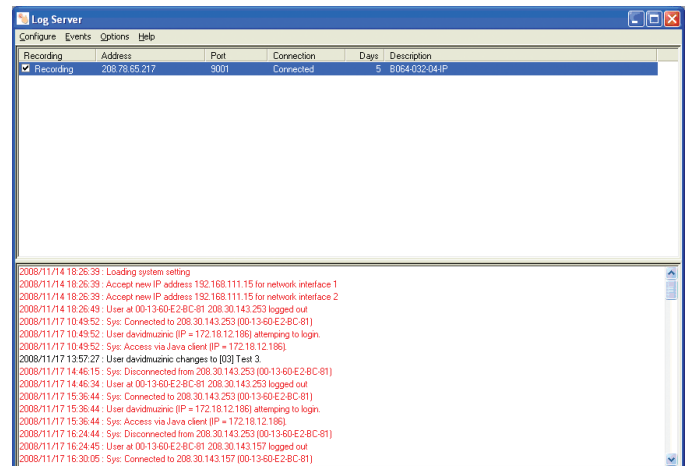 Log Server
Configure Events Options Help
Recording Address Port Connection Days Description
Recording 208.78.65.217 9001 Connected 5 B064-032-04-IP
2008/11/14 18:26:39 : Loading system setting
2008/11/14 18:26:39 : Accept new IP address 192.168.111.15 for network interface 1
2008/11/14 18:26:39 : Accept new IP address 192.168.111.15 for network interface 2
2008/11/14 18:26:49 : User at 00-13-60-E2-BC-81 208.30.143.253 logged out
2008/11/17 10:49:52 : Sys: Connected to 208.30.143.253 (00-13-60-E2-BC-81)
2008/11/17 10:49:52 : User davidmuzinic (IP = 172.18.12.186) attemping to login.
2008/11/17 10:49:52 : Sys: Access via Java client (IP = 172.18.12.186).
2008/11/17 13:57:27 : User davidmuzinic changes to [03] Test 3.
2008/11/17 14:46:15 : Sys: Disconnected from 208.30.143.253 (00-13-60-E2-BC-81)
2008/11/17 14:46:34 : User at 00-13-60-E2-BC-81 208.30.143.253 logged out
2008/11/17 15:36:44 : Sys: Connected to 208.30.143.253 (00-13-60-E2-BC-81)
2008/11/17 15:36:44 : User davidmuzinic (IP = 172.18.12.186) attemping to login.
2008/11/17 15:36:44 : Sys: Access via Java client (IP = 172.18.12.186).
2008/11/17 16:24:44 : Sys: Disconnected from 208.30.143.253 (00-13-60-E2-BC-81)
2008/11/17 16:24:45 : User at 00-13-60-E2-BC-81 208.30.143.157 logged out
2008/11/17 16:30:05 : Sys: Connected to 208.30.143.157 (00-13-60-E2-BC-81)